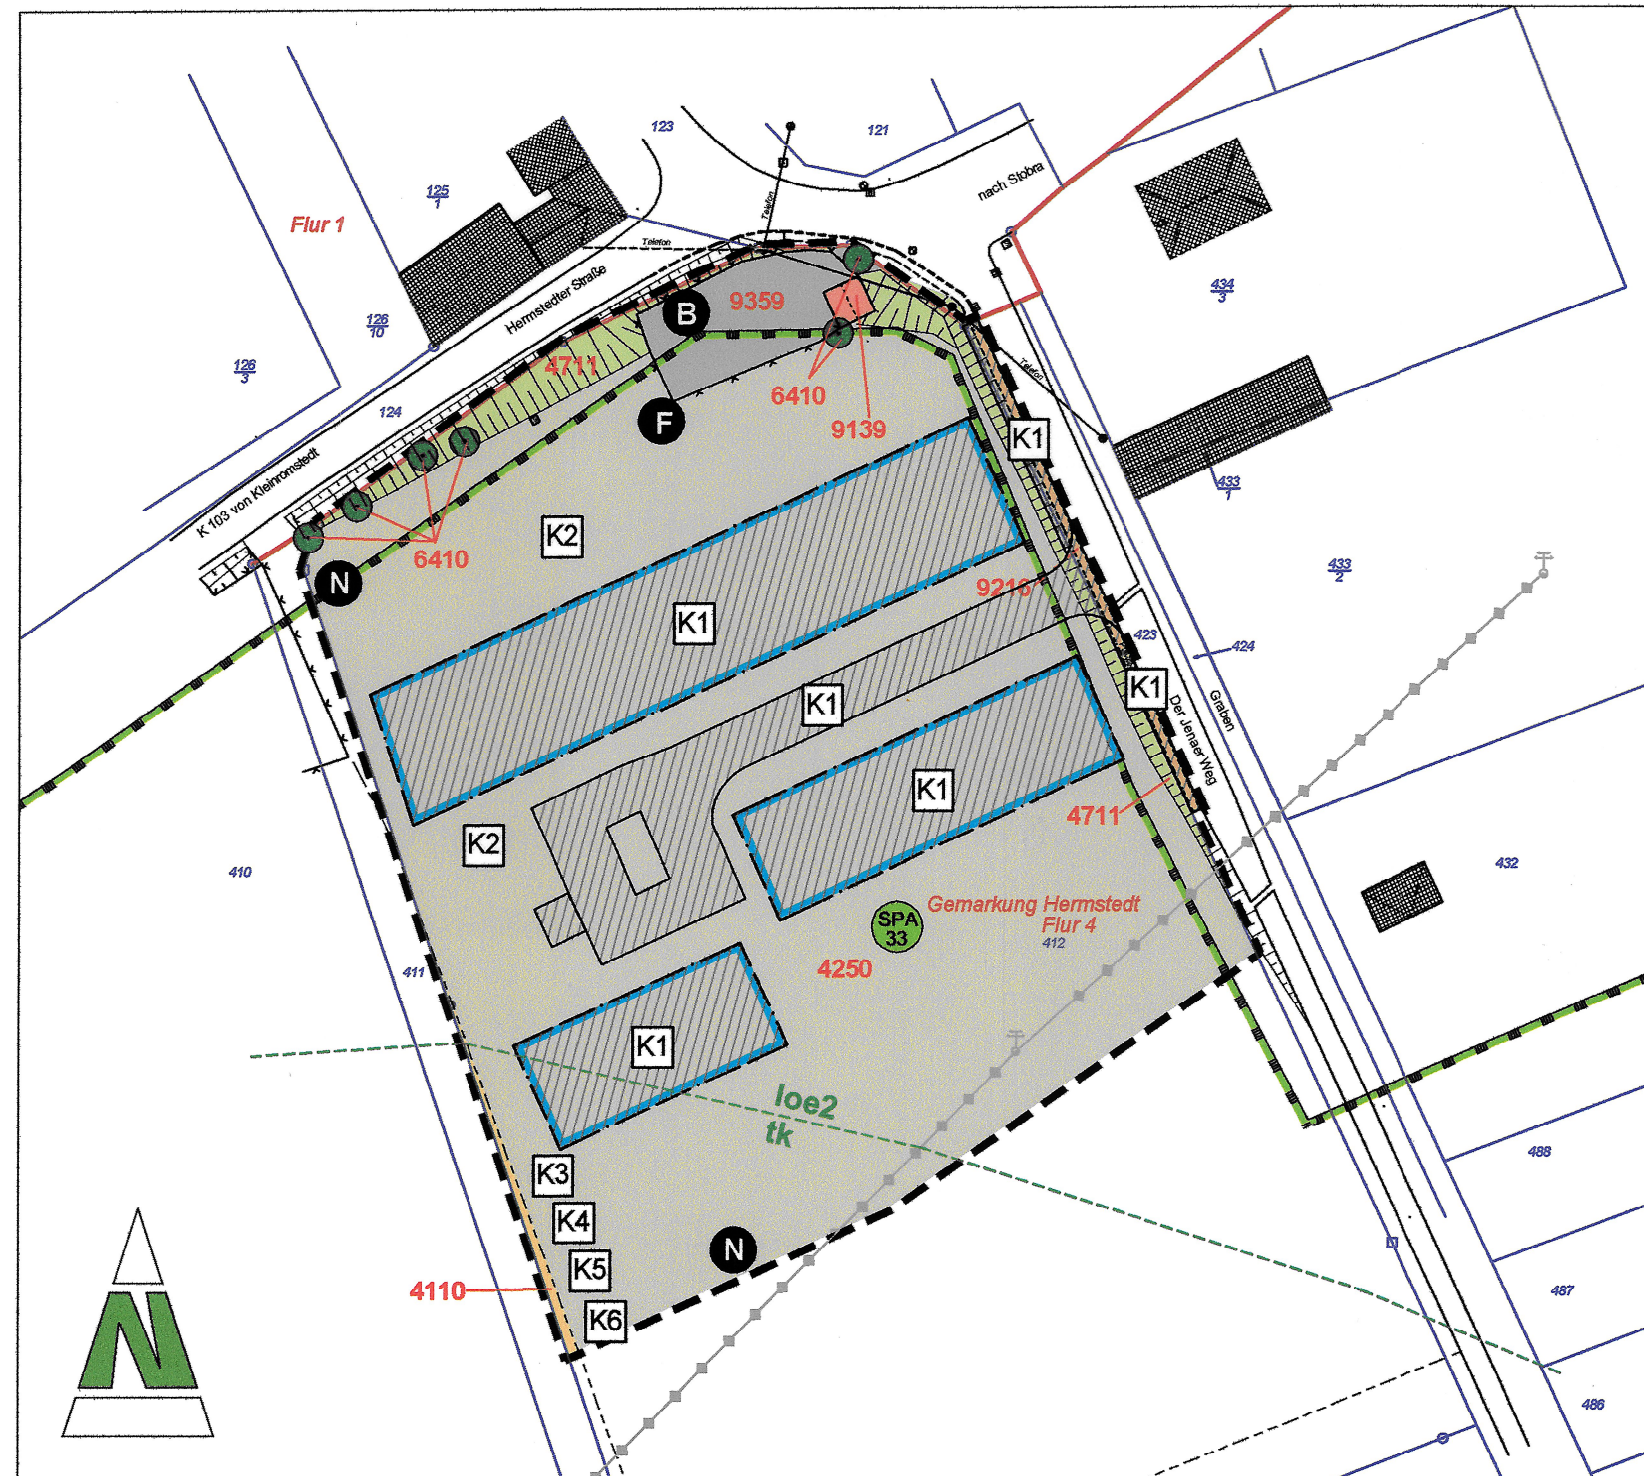 123
121
nach Stobra
125
1
Flur 1
Telefon
Telefon
Herrnstedter Straße
434
3
9359
B
126
10
4711
126
3
6410
Telefon
124
F
9139
K1
K 103 von Kleinromstedt
433
1
K2
6410
N
433
2
9216
K1
423
424
K1
K1
Graben
Der Jenaer Weg
K1
4711
K2
410
432
Gemarkung Hermstedt
SPA
33
Flur 4
412
4250
411
K1
loe2
tk
488
K3
K4
N
K5
4110
487
K6
N
486